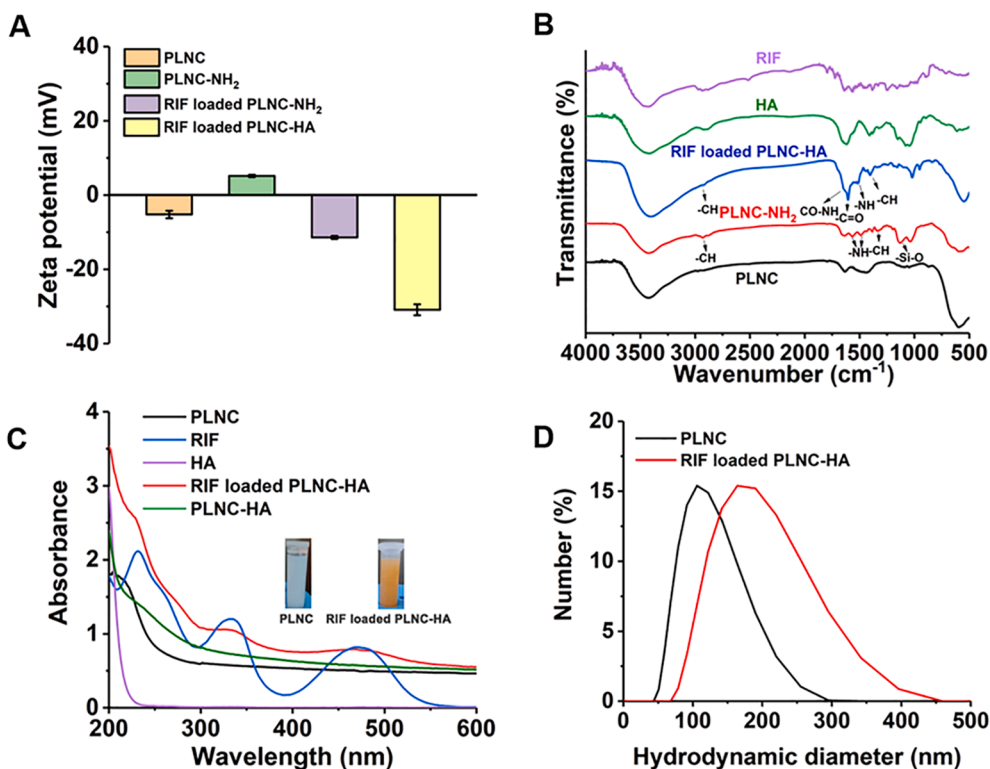 A
Zeta potential (mV)
40
20
0
-20
-40
PLNC
PLNC-NH₂
RIF loaded PLNC-NH₂
RIF loaded PLNC-HA
B
Transmittance (%)
RIF
HA
RIF loaded PLNC-HA
-CH
CO-NH
-C=O
-NH
-CH
PLNC-NH₂
-CH
-NH
-CH
-Si-O
PLNC
4000 3500 3000 2500 2000 1500 1000 500
Wavenumber (cm⁻¹)
C
Absorbance
4
3
2
1
0
PLNC
RIF
HA
RIF loaded PLNC-HA
PLNC-HA
PLNC RIF loaded PLNC-HA
200 300 400 500 600
Wavelength (nm)
D
Number (%)
20
15
10
5
0
PLNC
RIF loaded PLNC-HA
0 100 200 300 400 500
Hydrodynamic diameter (nm)